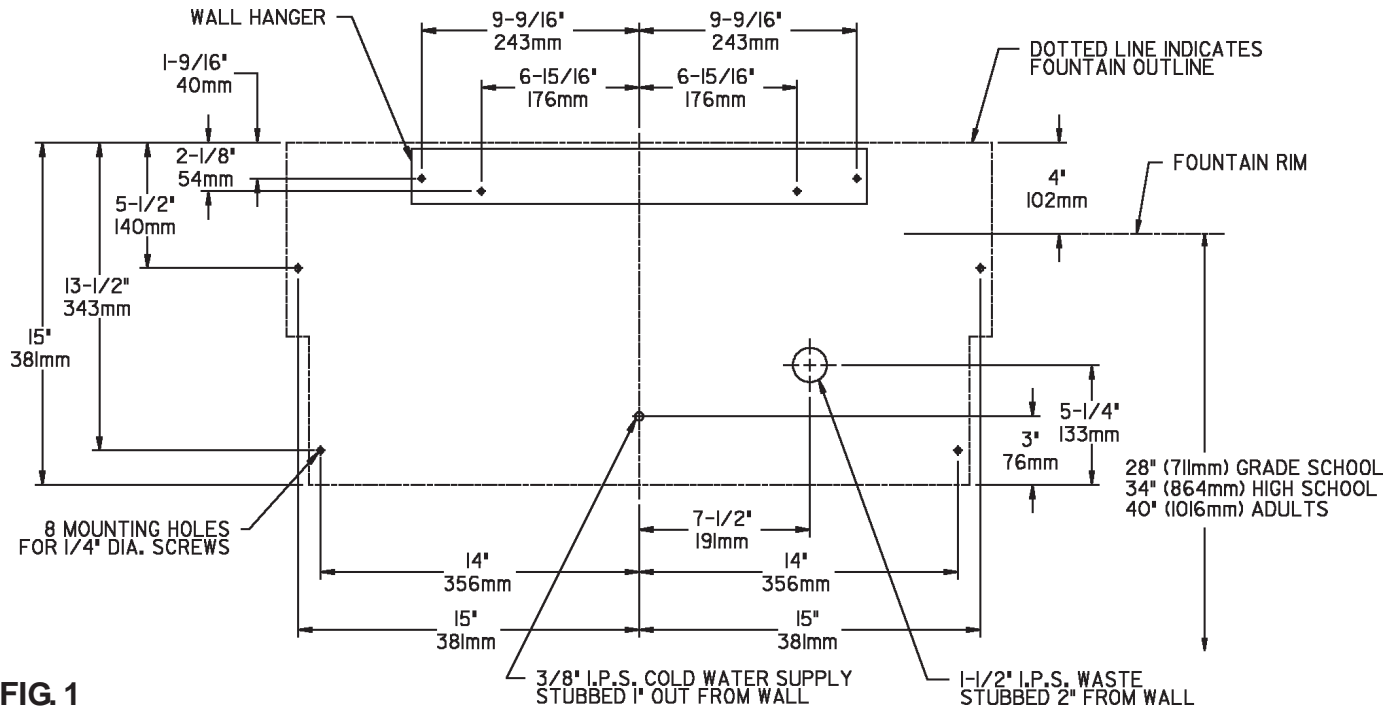 WALL HANGER
9-9/16"
243mm
9-9/16"
243mm
DOTTED LINE INDICATES
FOUNTAIN OUTLINE
1-9/16"
40mm
6-15/16"
176mm
6-15/16"
176mm
2-1/8"
54mm
4"
102mm
FOUNTAIN RIM
5-1/2"
140mm
13-1/2"
343mm
15"
381mm
5-1/4"
133mm
3"
76mm
28" (711mm) GRADE SCHOOL
34" (864mm) HIGH SCHOOL
40" (1016mm) ADULTS
8 MOUNTING HOLES
FOR 1/4" DIA. SCREWS
7-1/2"
191mm
14"
356mm
14"
356mm
15"
381mm
15"
381mm
3/8" I.P.S. COLD WATER SUPPLY
STUBBED 1" OUT FROM WALL
1-1/2" I.P.S. WASTE
STUBBED 2" FROM WALL
FIG. 1